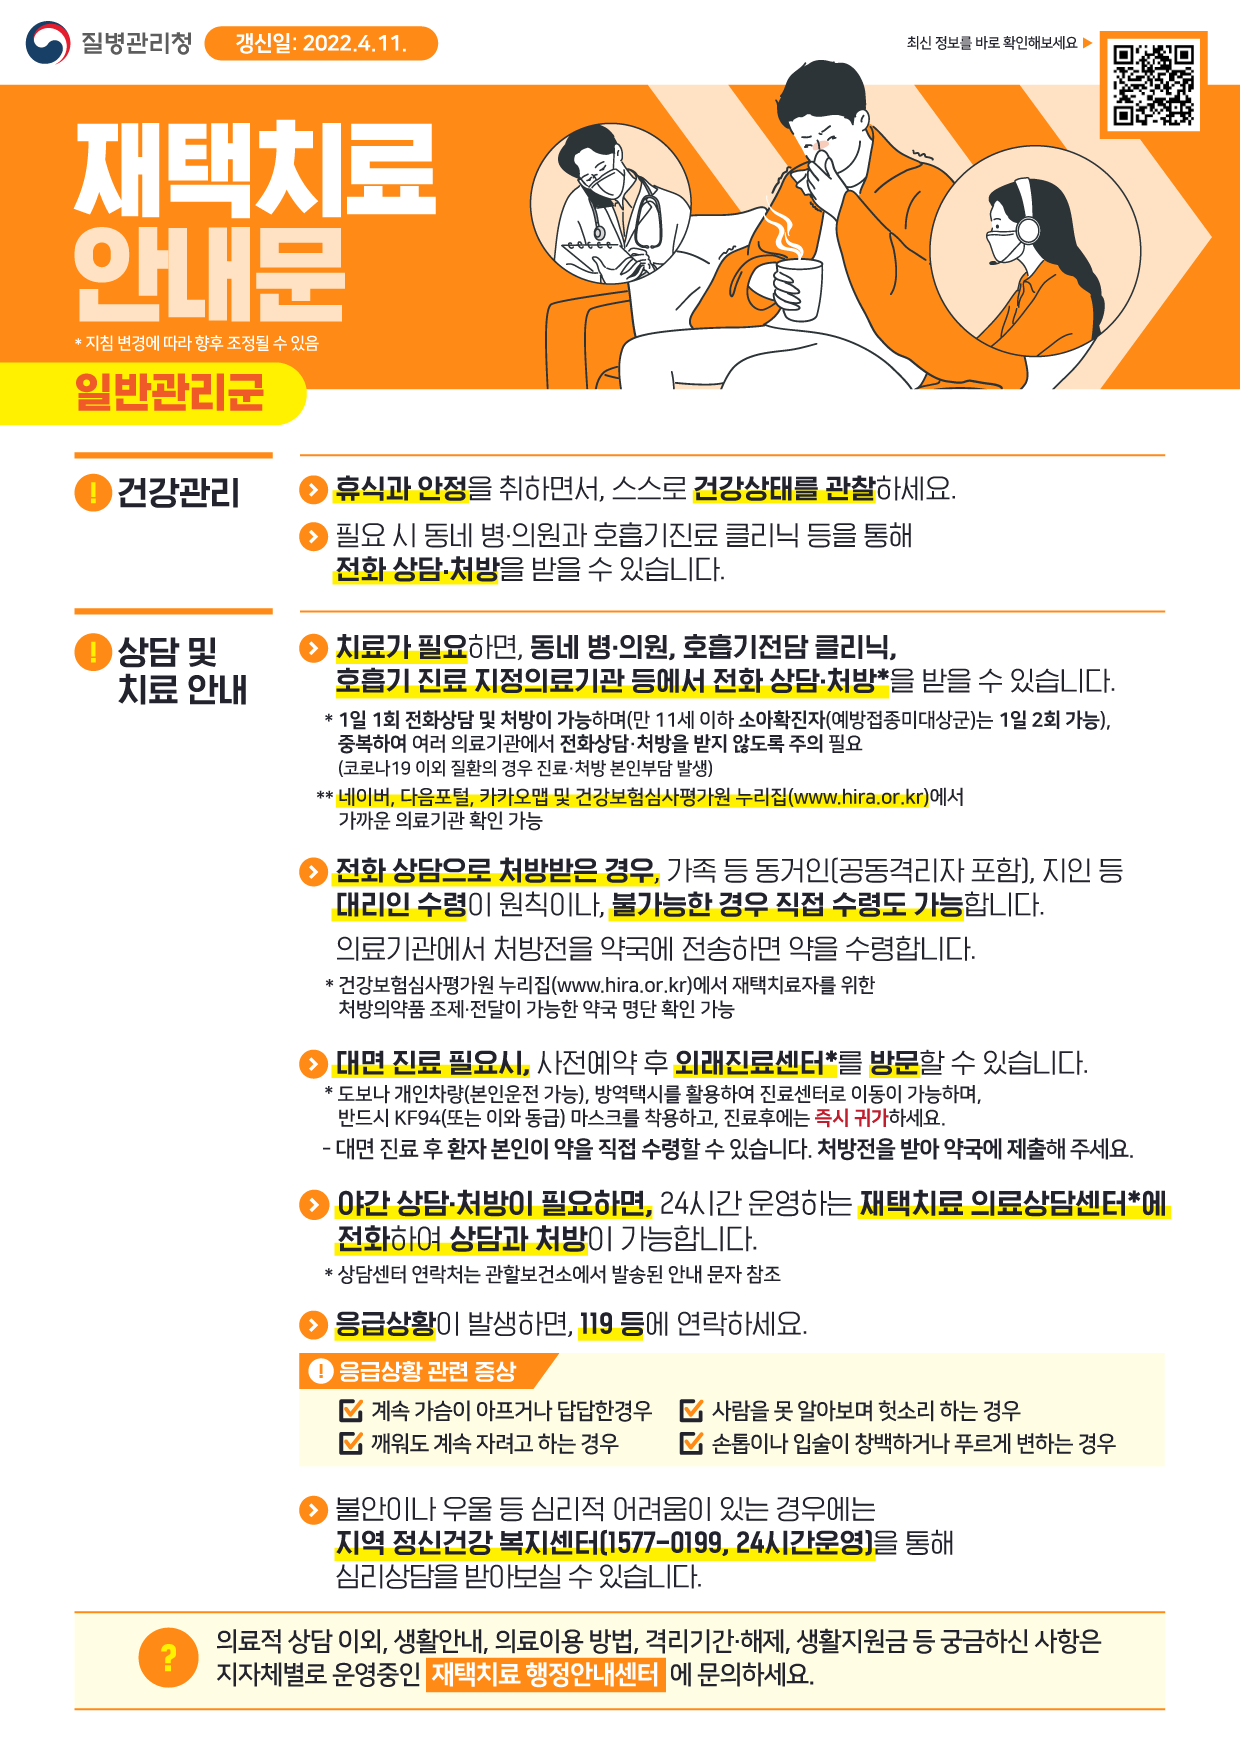 질병관리청
갱신일: 2022.4.11.
최신 정보를 바로 확인해보세요 ▶
재택치료
안내문
* 지침 변경에 따라 향후 조정될 수 있음
일반관리군
! 건강관리
휴식과 안정을 취하면서, 스스로 건강상태를 관찰하세요.
필요 시 동네 병·의원과 호흡기진료 클리닉 등을 통해
전화 상담·처방을 받을 수 있습니다.
! 상담 및
치료 안내
치료가 필요하면, 동네 병·의원, 호흡기전담 클리닉,
호흡기 진료 지정의료기관 등에서 전화 상담·처방*을 받을 수 있습니다.
* 1일 1회 전화상담 및 처방이 가능하며(만 11세 이하 소아확진자(예방접종미대상군)는 1일 2회 가능),
중복하여 여러 의료기관에서 전화상담·처방을 받지 않도록 주의 필요
(코로나19 이외 질환의 경우 진료·처방 본인부담 발생)
** 네이버, 다음포털, 카카오맵 및 건강보험심사평가원 누리집(www.hira.or.kr)에서
가까운 의료기관 확인 가능
전화 상담으로 처방받은 경우, 가족 등 동거인(공동격리자 포함), 지인 등
대리인 수령이 원칙이나, 불가능한 경우 직접 수령도 가능합니다.
의료기관에서 처방전을 약국에 전송하면 약을 수령합니다.
* 건강보험심사평가원 누리집(www.hira.or.kr)에서 재택치료자를 위한
처방의약품 조제·전달이 가능한 약국 명단 확인 가능
대면 진료 필요시, 사전예약 후 외래진료센터*를 방문할 수 있습니다.
* 도보나 개인차량(본인운전 가능), 방역택시를 활용하여 진료센터로 이동이 가능하며,
반드시 KF94(또는 이와 동급) 마스크를 착용하고, 진료후에는 즉시 귀가하세요.
- 대면 진료 후 환자 본인이 약을 직접 수령할 수 있습니다. 처방전을 받아 약국에 제출해 주세요.
야간 상담·처방이 필요하면, 24시간 운영하는 재택치료 의료상담센터*에
전화하여 상담과 처방이 가능합니다.
* 상담센터 연락처는 관할보건소에서 발송된 안내 문자 참조
응급상황이 발생하면, 119 등에 연락하세요.
! 응급상황 관련 증상
계속 가슴이 아프거나 답답한경우
사람을 못 알아보며 헛소리 하는 경우
깨워도 계속 자려고 하는 경우
손톱이나 입술이 창백하거나 푸르게 변하는 경우
불안이나 우울 등 심리적 어려움이 있는 경우에는
지역 정신건강 복지센터(1577-0199, 24시간운영)을 통해
심리상담을 받아보실 수 있습니다.
? 의료적 상담 이외, 생활안내, 의료이용 방법, 격리기간·해제, 생활지원금 등 궁금하신 사항은
지자체별로 운영중인 재택치료 행정안내센터 에 문의하세요.